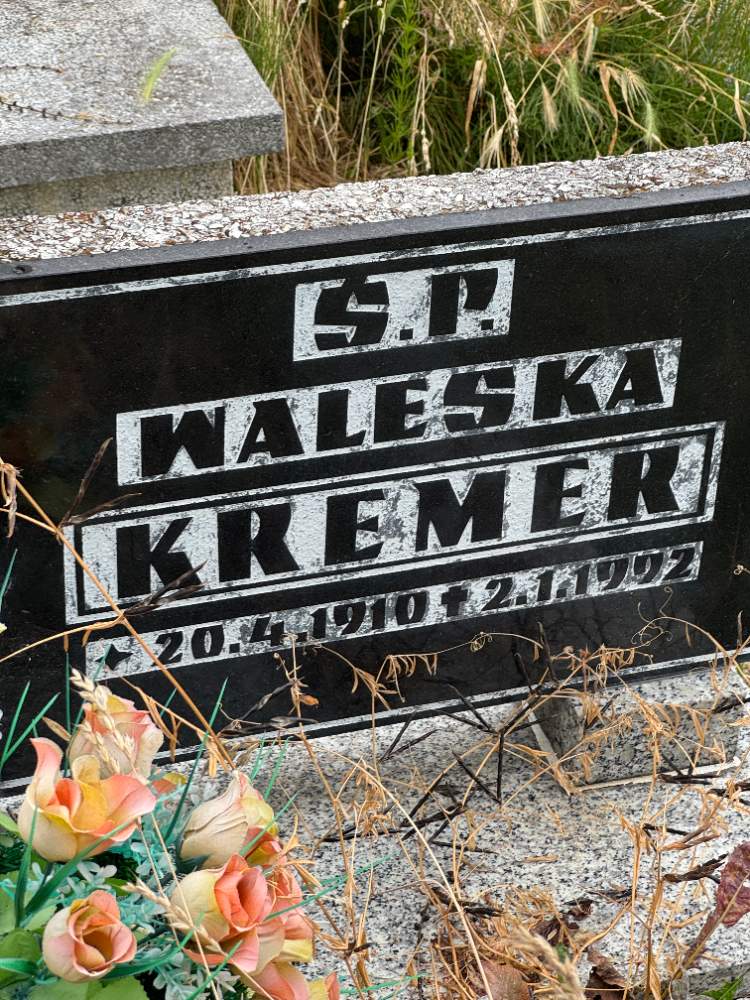 S.P.
WALESKA
KREMER
20.4.1910 ✝ 2.1.1992